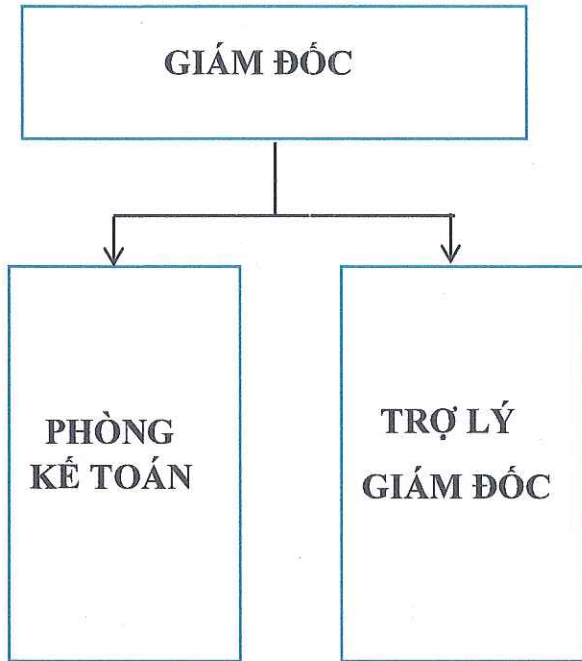 GIÁM ĐỐC
PHÒNG
KẾ TOÁN
TRỢ LÝ
GIÁM ĐỐC